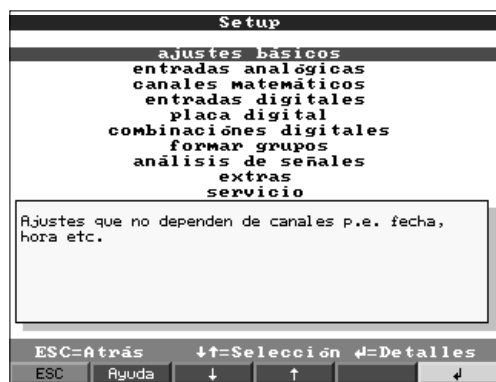 Setup
ajustes básicos
entradas analógicas
canales matemáticos
entradas digitales
placa digital
combinaciónes digitales
formar grupos
análisis de señales
extras
servicio
Ajustes que no dependen de canales p.e. fecha,
hora etc.
ESC=Atrás ↓↑=Selección ↲=Detalles
ESC Ayuda ↓ ↑ ↲